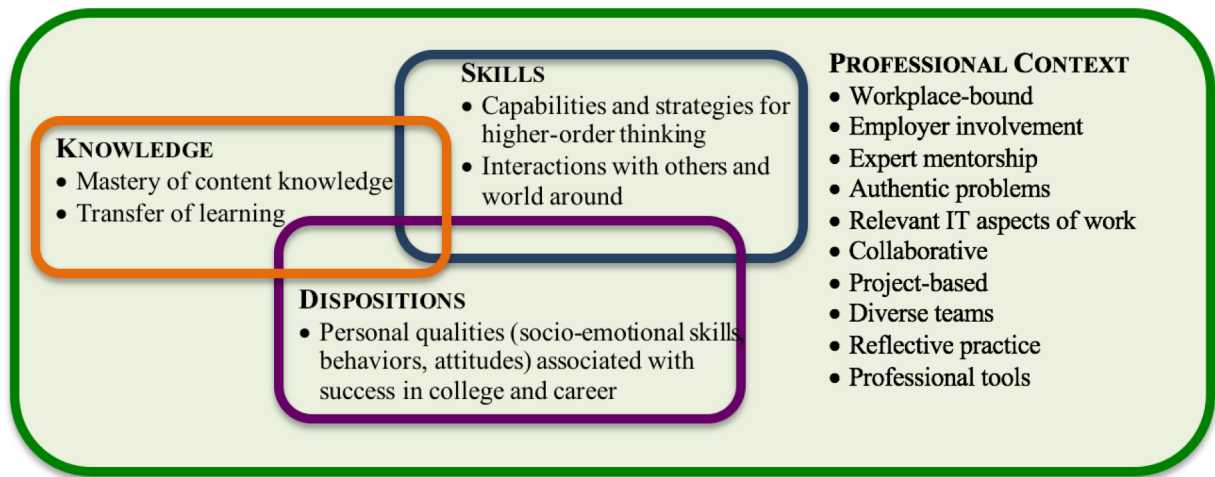 KNOWLEDGE
• Mastery of content knowledge
• Transfer of learning
SKILLS
• Capabilities and strategies for
higher-order thinking
• Interactions with others and
world around
DISPOSITIONS
• Personal qualities (socio-emotional skills,
behaviors, attitudes) associated with
success in college and career
PROFESSIONAL CONTEXT
• Workplace-bound
• Employer involvement
• Expert mentorship
• Authentic problems
• Relevant IT aspects of work
• Collaborative
• Project-based
• Diverse teams
• Reflective practice
• Professional tools